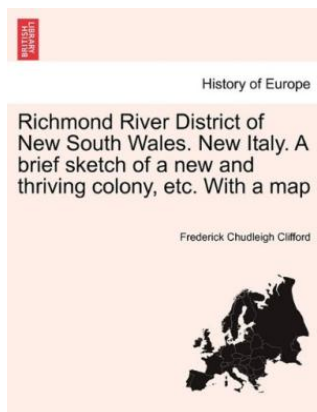 BRITISH
LIBRARY
History of Europe
Richmond River District of
New South Wales. New Italy. A
brief sketch of a new and
thriving colony, etc. With a map
Frederick Chudleigh Clifford